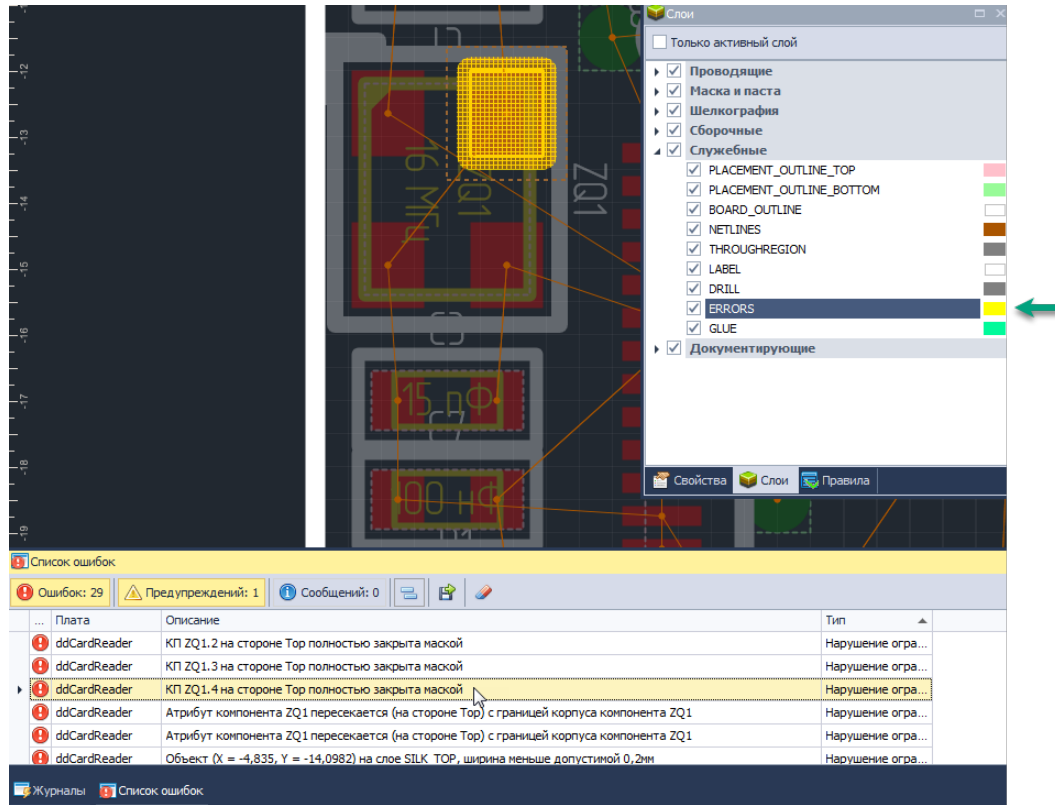 Слои
Только активный слой
Проводящие
Маска и паста
Шелкография
Сборочные
Служебные
PLACEMENT_OUTLINE_TOP
PLACEMENT_OUTLINE_BOTTOM
BOARD_OUTLINE
NETLINES
THROUGHREGION
LABEL
DRILL
ERRORS
GLUE
Документирующие
Свойства Слои Правила
-12
-13
-14
-15
-16
-17
-18
-19
16 МГц
ZQ1
ZQ1
C3
15 пФ
C7
100 нФ
Список ошибок
Ошибок: 29 Предупреждений: 1 Сообщений: 0
... Плата Описание Тип
ddCardReader КП ZQ1.2 на стороне Top полностью закрыта маской Нарушение огра...
ddCardReader КП ZQ1.3 на стороне Top полностью закрыта маской Нарушение огра...
ddCardReader КП ZQ1.4 на стороне Top полностью закрыта маской Нарушение огра...
ddCardReader Атрибут компонента ZQ1 пересекается (на стороне Top) с границей корпуса компонента ZQ1 Нарушение огра...
ddCardReader Атрибут компонента ZQ1 пересекается (на стороне Top) с границей корпуса компонента ZQ1 Нарушение огра...
ddCardReader Объект (X = -4,835, Y = -14,0982) на слое SILK_TOP, ширина меньше допустимой 0,2мм Нарушение огра...
Журналы Список ошибок